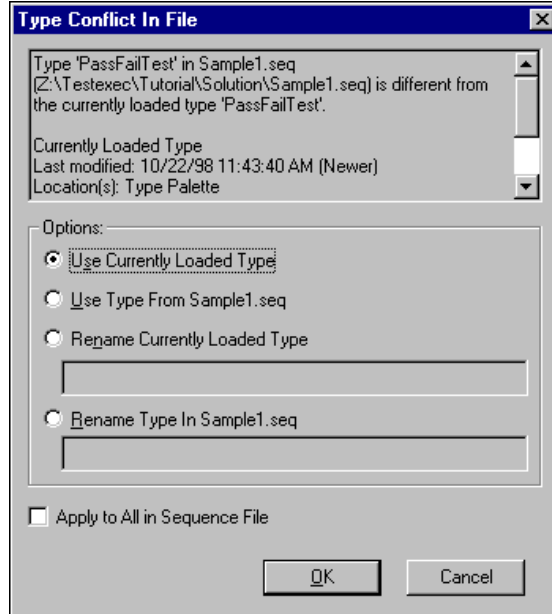 Type Conflict In File
Type 'PassFailTest' in Sample1.seq
(Z:\Testexec\Tutorial\Solution\Sample1.seq) is different from
the currently loaded type 'PassFailTest'.
Currently Loaded Type
Last modified: 10/22/98 11:43:40 AM (Newer)
Location(s): Type Palette
Options:
Use Currently Loaded Type
Use Type From Sample1.seq
Rename Currently Loaded Type
Rename Type In Sample1.seq
Apply to All in Sequence File
OK
Cancel